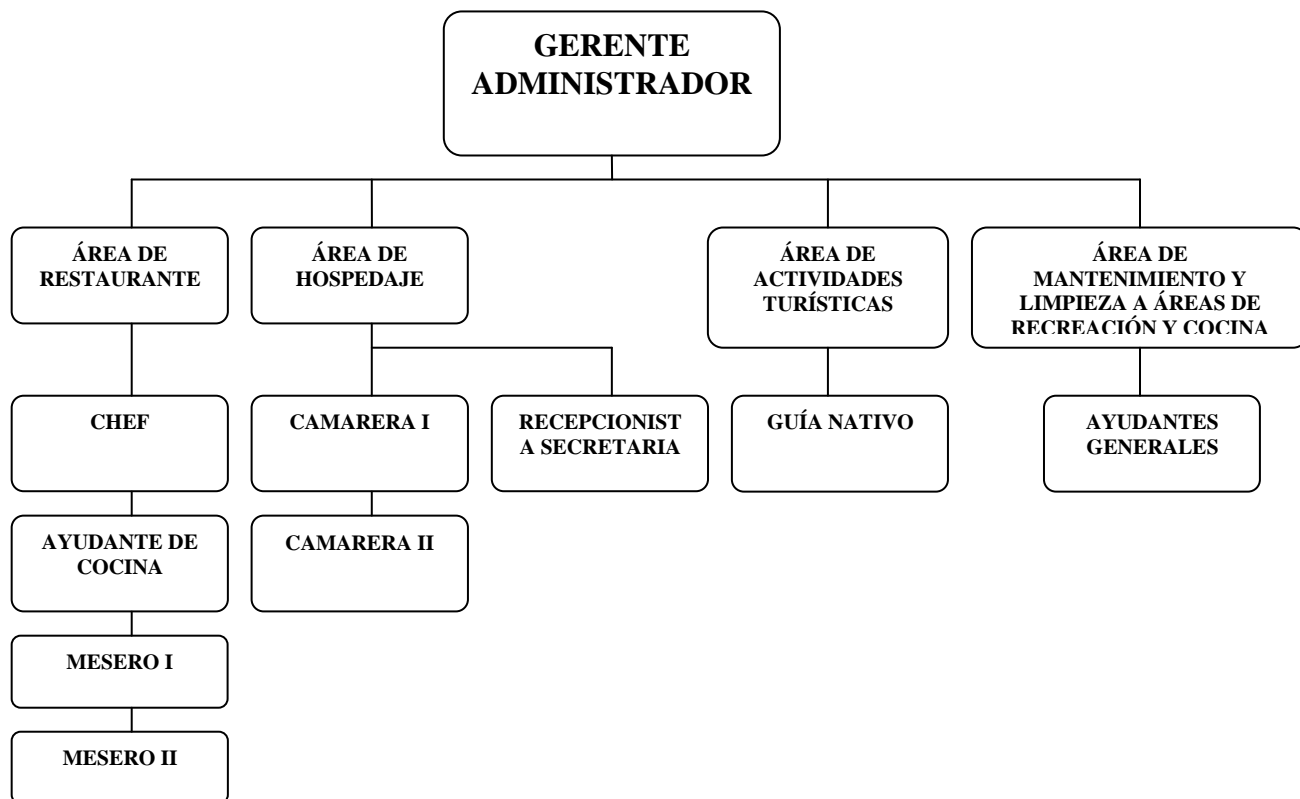 GERENTE
ADMINISTRADOR
ÁREA DE
RESTAURANTE
ÁREA DE
HOSPEDAJE
ÁREA DE
ACTIVIDADES
TURÍSTICAS
ÁREA DE
MANTENIMIENTO Y
LIMPIEZA A ÁREAS DE
RECREACIÓN Y COCINA
CHEF
CAMARERA I
RECEPCIONIST
A SECRETARIA
GUÍA NATIVO
AYUDANTES
GENERALES
AYUDANTE DE
COCINA
CAMARERA II
MESERO I
MESERO II